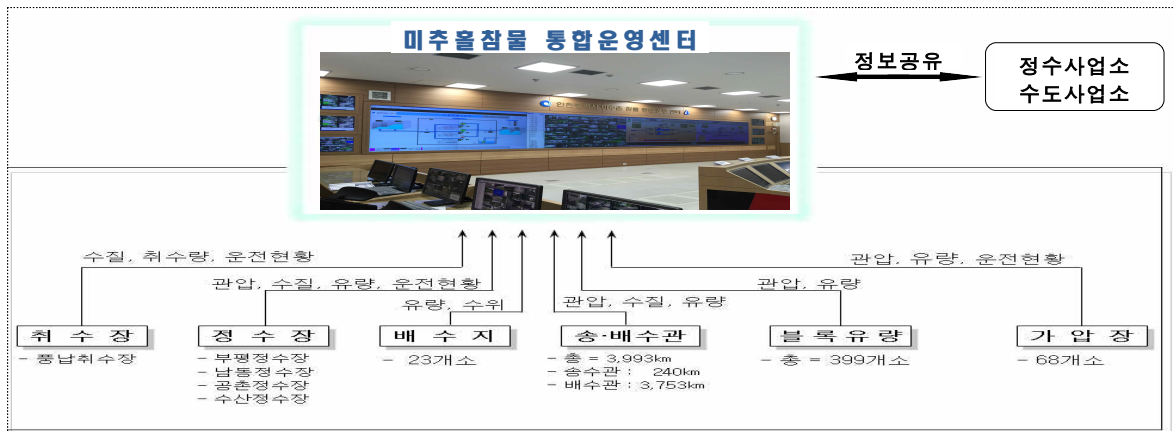 미추홀참물 통합운영센터
정보공유
정수사업소
수도사업소
수질, 취수량, 운전현황
관압, 수질, 유량, 운전현황
유량, 수위
관압, 수질, 유량
관압, 유량
관압, 유량, 운전현황
취 수 장
- 풍납취수장
정 수 장
- 부평정수장
- 남동정수장
- 공촌정수장
- 수산정수장
배 수 지
- 23개소
송·배수관
- 총 = 3,993km
- 송수관 : 240km
- 배수관 : 3,753km
블록유량
- 총 = 399개소
가 압 장
- 68개소